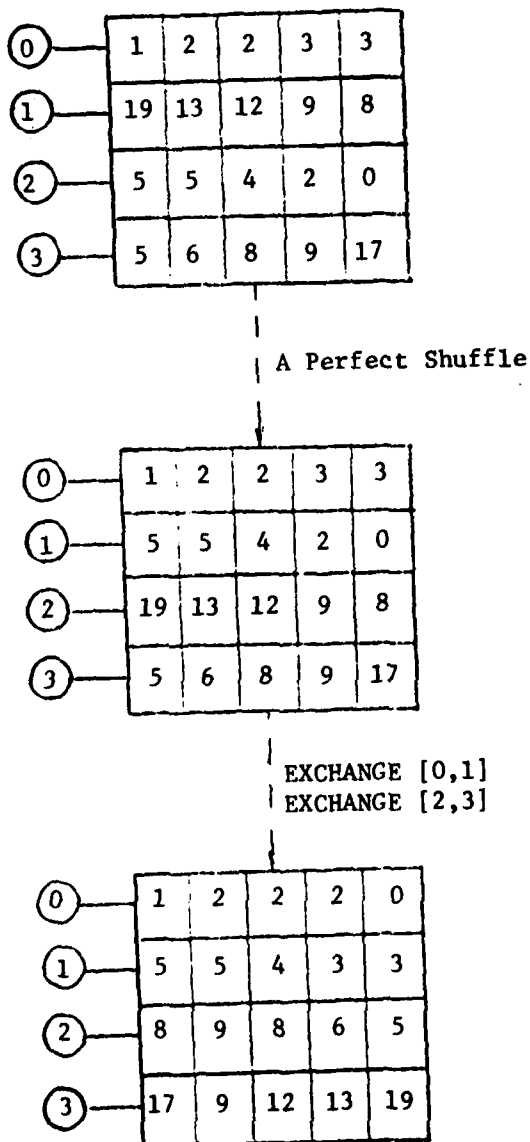 0 1 2 2 3 3
1 19 13 12 9 8
2 5 5 4 2 0
3 5 6 8 9 17
A Perfect Shuffle
0 1 2 2 3 3
1 5 5 4 2 0
2 19 13 12 9 8
3 5 6 8 9 17
EXCHANGE [0,1]
EXCHANGE [2,3]
0 1 2 2 2 0
1 5 5 4 3 3
2 8 9 8 6 5
3 17 9 12 13 19